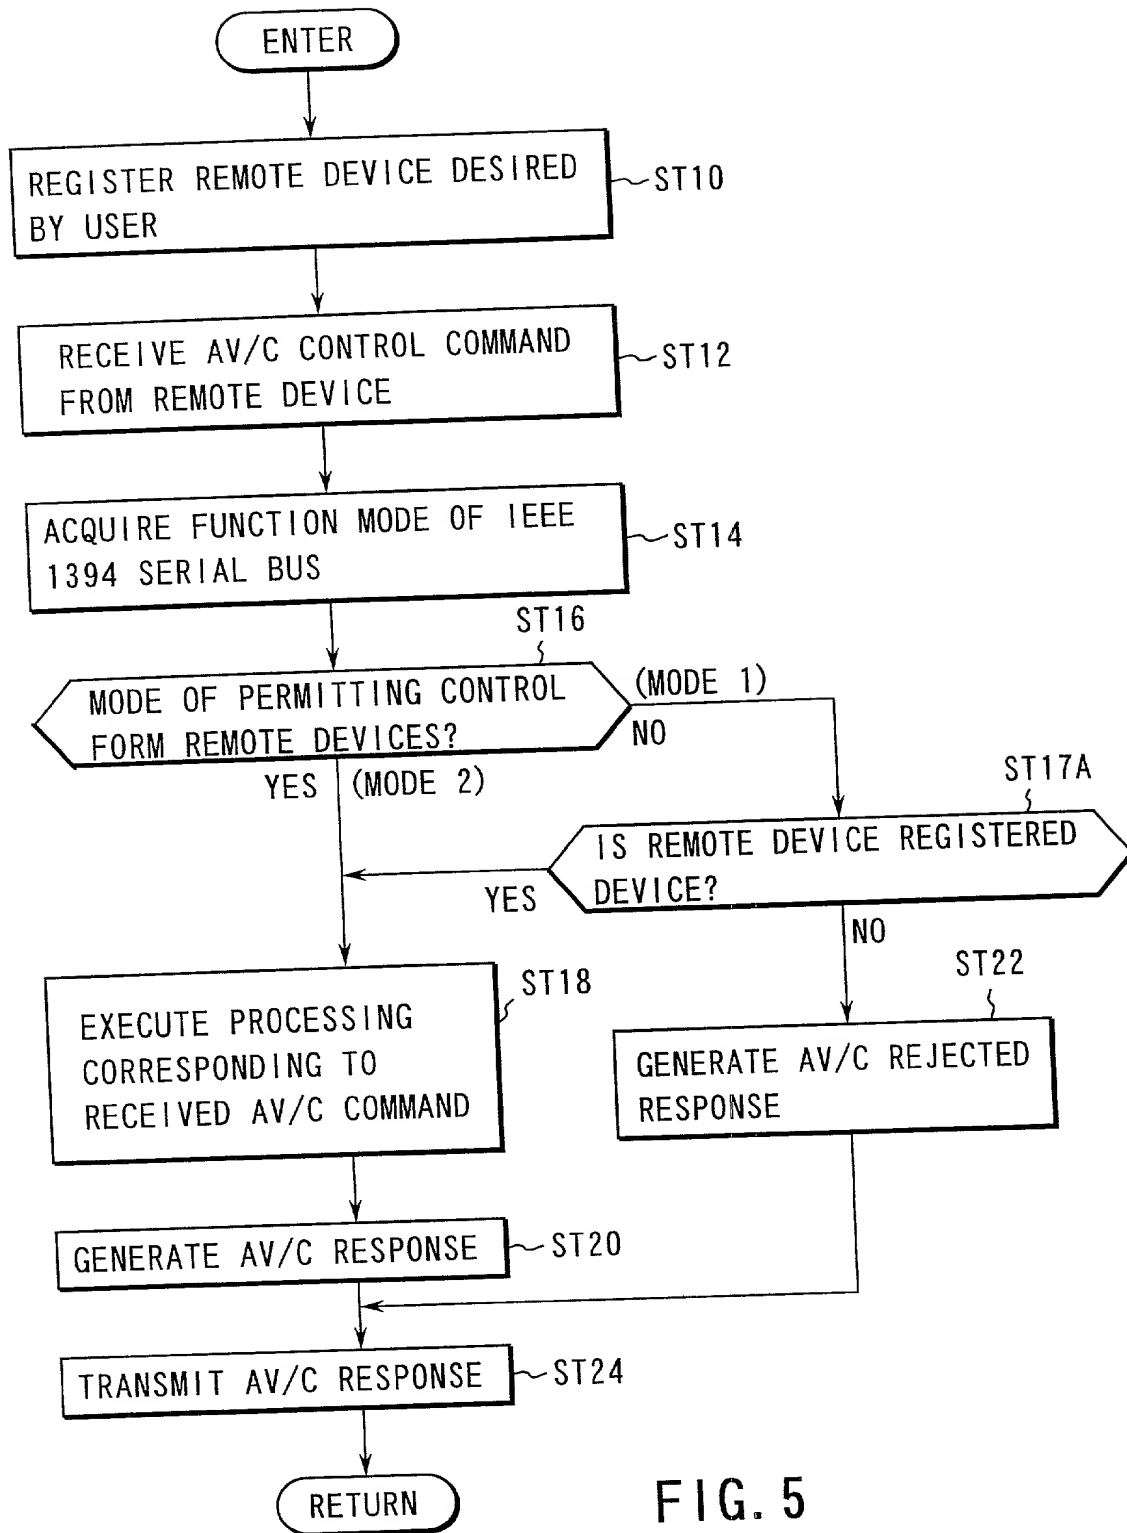 ENTER
REGISTER REMOTE DEVICE DESIRED
BY USER
ST10
RECEIVE AV/C CONTROL COMMAND
FROM REMOTE DEVICE
ST12
ACQUIRE FUNCTION MODE OF IEEE
1394 SERIAL BUS
ST14
ST16
MODE OF PERMITTING CONTROL
FORM REMOTE DEVICES?
(MODE 1)
NO
YES (MODE 2)
ST17A
IS REMOTE DEVICE REGISTERED
DEVICE?
YES
NO
ST18
EXECUTE PROCESSING
CORRESPONDING TO
RECEIVED AV/C COMMAND
ST22
GENERATE AV/C REJECTED
RESPONSE
GENERATE AV/C RESPONSE
ST20
TRANSMIT AV/C RESPONSE
ST24
RETURN
FIG. 5